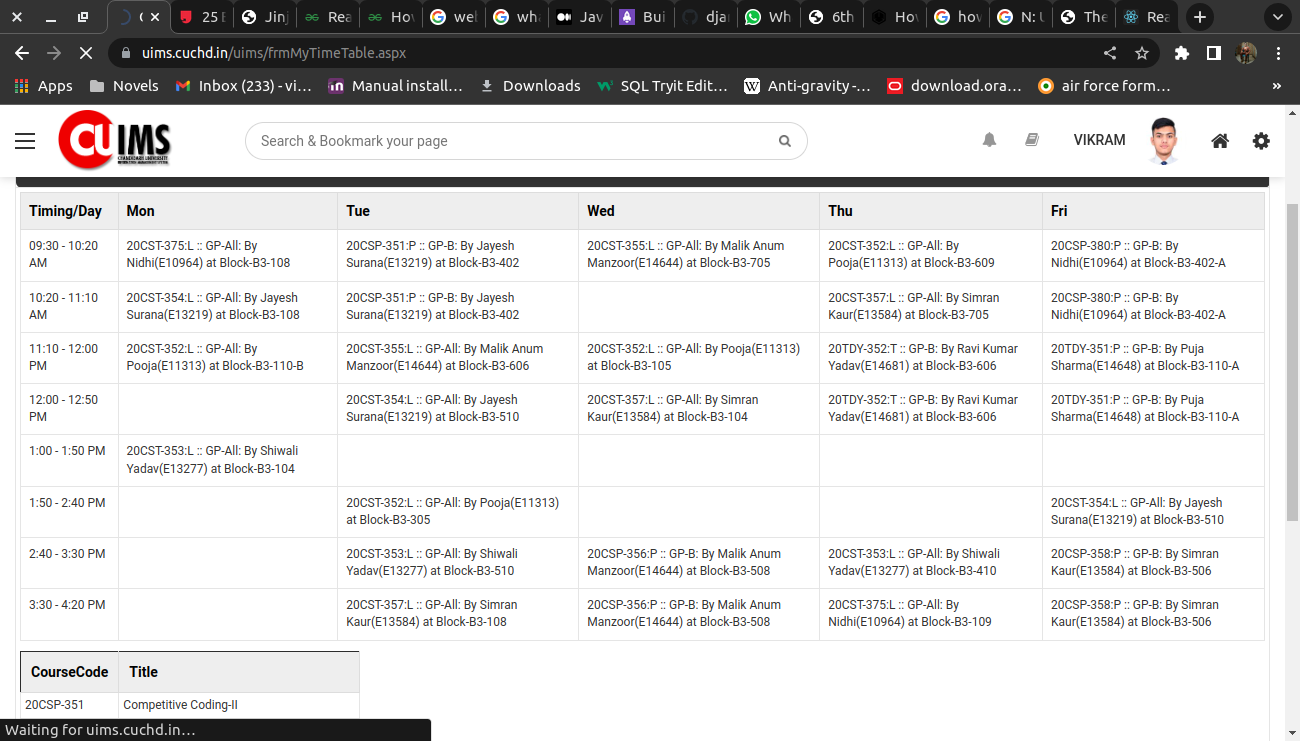 25 E
Jinj
Rea
Hov
wel
wha
Jav
Bui
djar
Wh
6th
Hov
hov
N: U
The
Rea
uims.cuchd.in/uims/frmMyTimeTable.aspx
Apps
Novels
Inbox (233) - vi…
Manual install…
Downloads
SQL Tryit Edit…
Anti-gravity -…
download.ora…
air force form…
»
CUIMS
CHANDIGARH UNIVERSITY
Search & Bookmark your page
VIKRAM
Timing/Day Mon Tue Wed Thu Fri
09:30 - 10:20
AM
20CST-375:L :: GP-All: By
Nidhi(E10964) at Block-B3-108
20CSP-351:P :: GP-B: By Jayesh
Surana(E13219) at Block-B3-402
20CST-355:L :: GP-All: By Malik Anum
Manzoor(E14644) at Block-B3-705
20CST-352:L :: GP-All: By
Pooja(E11313) at Block-B3-609
20CSP-380:P :: GP-B: By
Nidhi(E10964) at Block-B3-402-A
10:20 - 11:10
AM
20CST-354:L :: GP-All: By Jayesh
Surana(E13219) at Block-B3-108
20CSP-351:P :: GP-B: By Jayesh
Surana(E13219) at Block-B3-402
20CST-357:L :: GP-All: By Simran
Kaur(E13584) at Block-B3-705
20CSP-380:P :: GP-B: By
Nidhi(E10964) at Block-B3-402-A
11:10 - 12:00
PM
20CST-352:L :: GP-All: By
Pooja(E11313) at Block-B3-110-B
20CST-355:L :: GP-All: By Malik Anum
Manzoor(E14644) at Block-B3-606
20CST-352:L :: GP-All: By Pooja(E11313)
at Block-B3-105
20TDY-352:T :: GP-B: By Ravi Kumar
Yadav(E14681) at Block-B3-606
20TDY-351:P :: GP-B: By Puja
Sharma(E14648) at Block-B3-110-A
12:00 - 12:50
PM
20CST-354:L :: GP-All: By Jayesh
Surana(E13219) at Block-B3-510
20CST-357:L :: GP-All: By Simran
Kaur(E13584) at Block-B3-104
20TDY-352:T :: GP-B: By Ravi Kumar
Yadav(E14681) at Block-B3-606
20TDY-351:P :: GP-B: By Puja
Sharma(E14648) at Block-B3-110-A
1:00 - 1:50 PM
20CST-353:L :: GP-All: By Shiwali
Yadav(E13277) at Block-B3-104
1:50 - 2:40 PM
20CST-352:L :: GP-All: By Pooja(E11313)
at Block-B3-305
20CST-354:L :: GP-All: By Jayesh
Surana(E13219) at Block-B3-510
2:40 - 3:30 PM
20CST-353:L :: GP-All: By Shiwali
Yadav(E13277) at Block-B3-510
20CSP-356:P :: GP-B: By Malik Anum
Manzoor(E14644) at Block-B3-508
20CST-353:L :: GP-All: By Shiwali
Yadav(E13277) at Block-B3-410
20CSP-358:P :: GP-B: By Simran
Kaur(E13584) at Block-B3-506
3:30 - 4:20 PM
20CST-357:L :: GP-All: By Simran
Kaur(E13584) at Block-B3-108
20CSP-356:P :: GP-B: By Malik Anum
Manzoor(E14644) at Block-B3-508
20CST-375:L :: GP-All: By
Nidhi(E10964) at Block-B3-109
20CSP-358:P :: GP-B: By Simran
Kaur(E13584) at Block-B3-506
CourseCode Title
20CSP-351 Competitive Coding-II
Waiting for uims.cuchd.in…